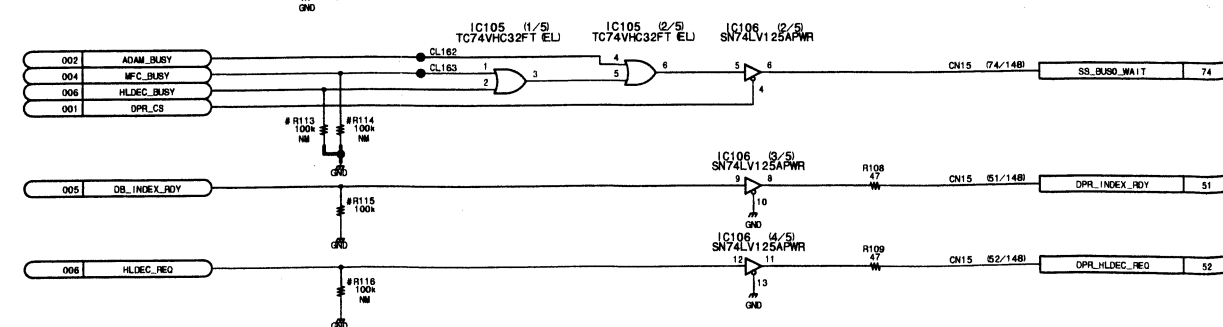 GND
IC105 (1/5) IC105 (2/5) IC106 (2/5)
TC74VHC32FT (EL) TC74VHC32FT (EL) SN74LV125APWR
002 ADAM_BUSY CL162 4
004 MFC_BUSY CL163 1 3 5 6 5 6 CN15 (74/148) SS_BUS0_WAIT 74
006 HLDEC_BUSY 2
001 DPR_CS 4
#R113 100k NM
#R114 100k NM
GND
IC106 (3/5)
SN74LV125APWR
005 DB_INDEX_RDY 9 8 R108 47 CN15 (51/148) DPR_INDEX_RDY 51
#R115 100k
10
GND
GND
IC106 (4/5)
SN74LV125APWR
006 HLDEC_REQ 12 11 R109 47 CN15 (52/148) DPR_HLDEC_REQ 52
#R116 100k NM
13
GND
GND